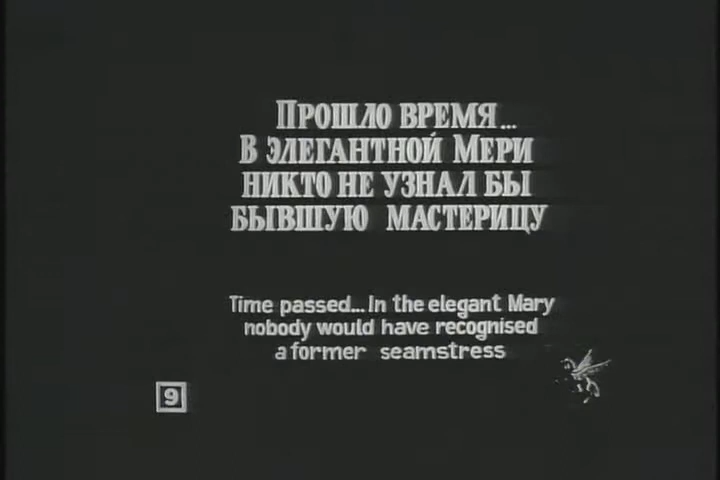 Прошло время...
В элегантной Мери
никто не узнал бы
бывшую мастерицу
Time passed... In the elegant Mary
nobody would have recognised
a former seamstress
9